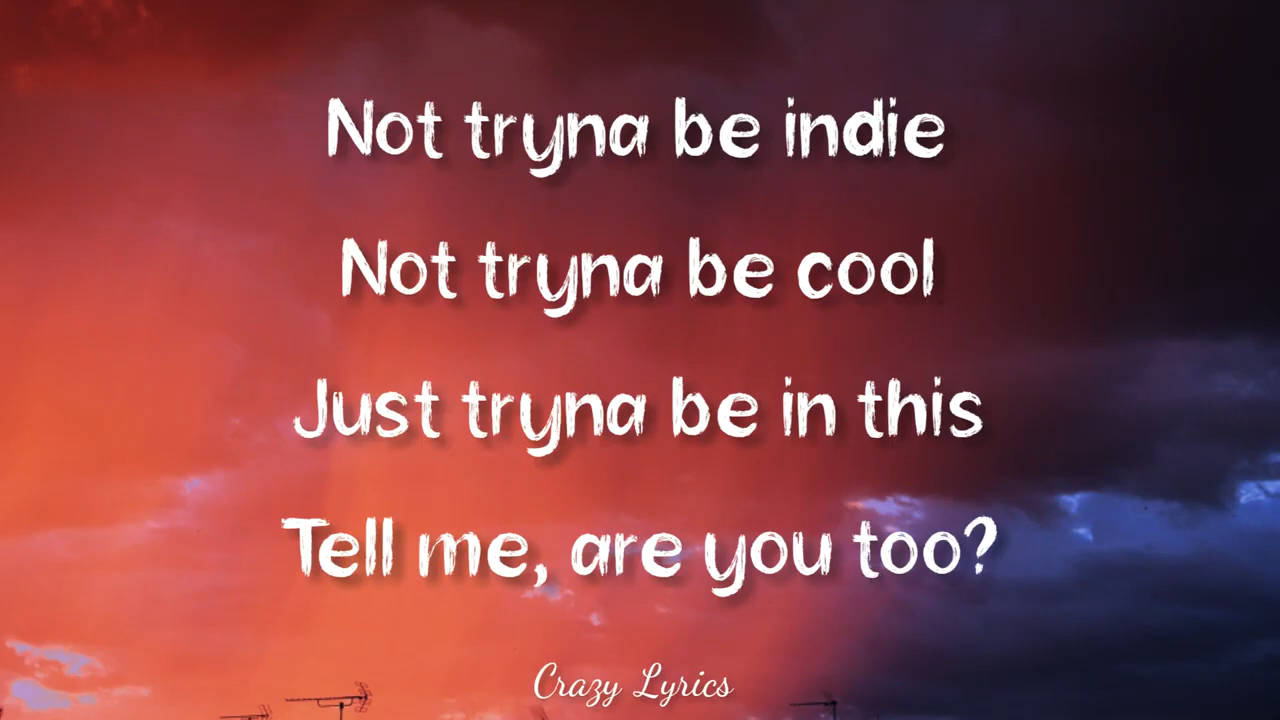 Not tryna be indie
Not tryna be cool
Just tryna be in this
Tell me, are you too?
Crazy Lyrics